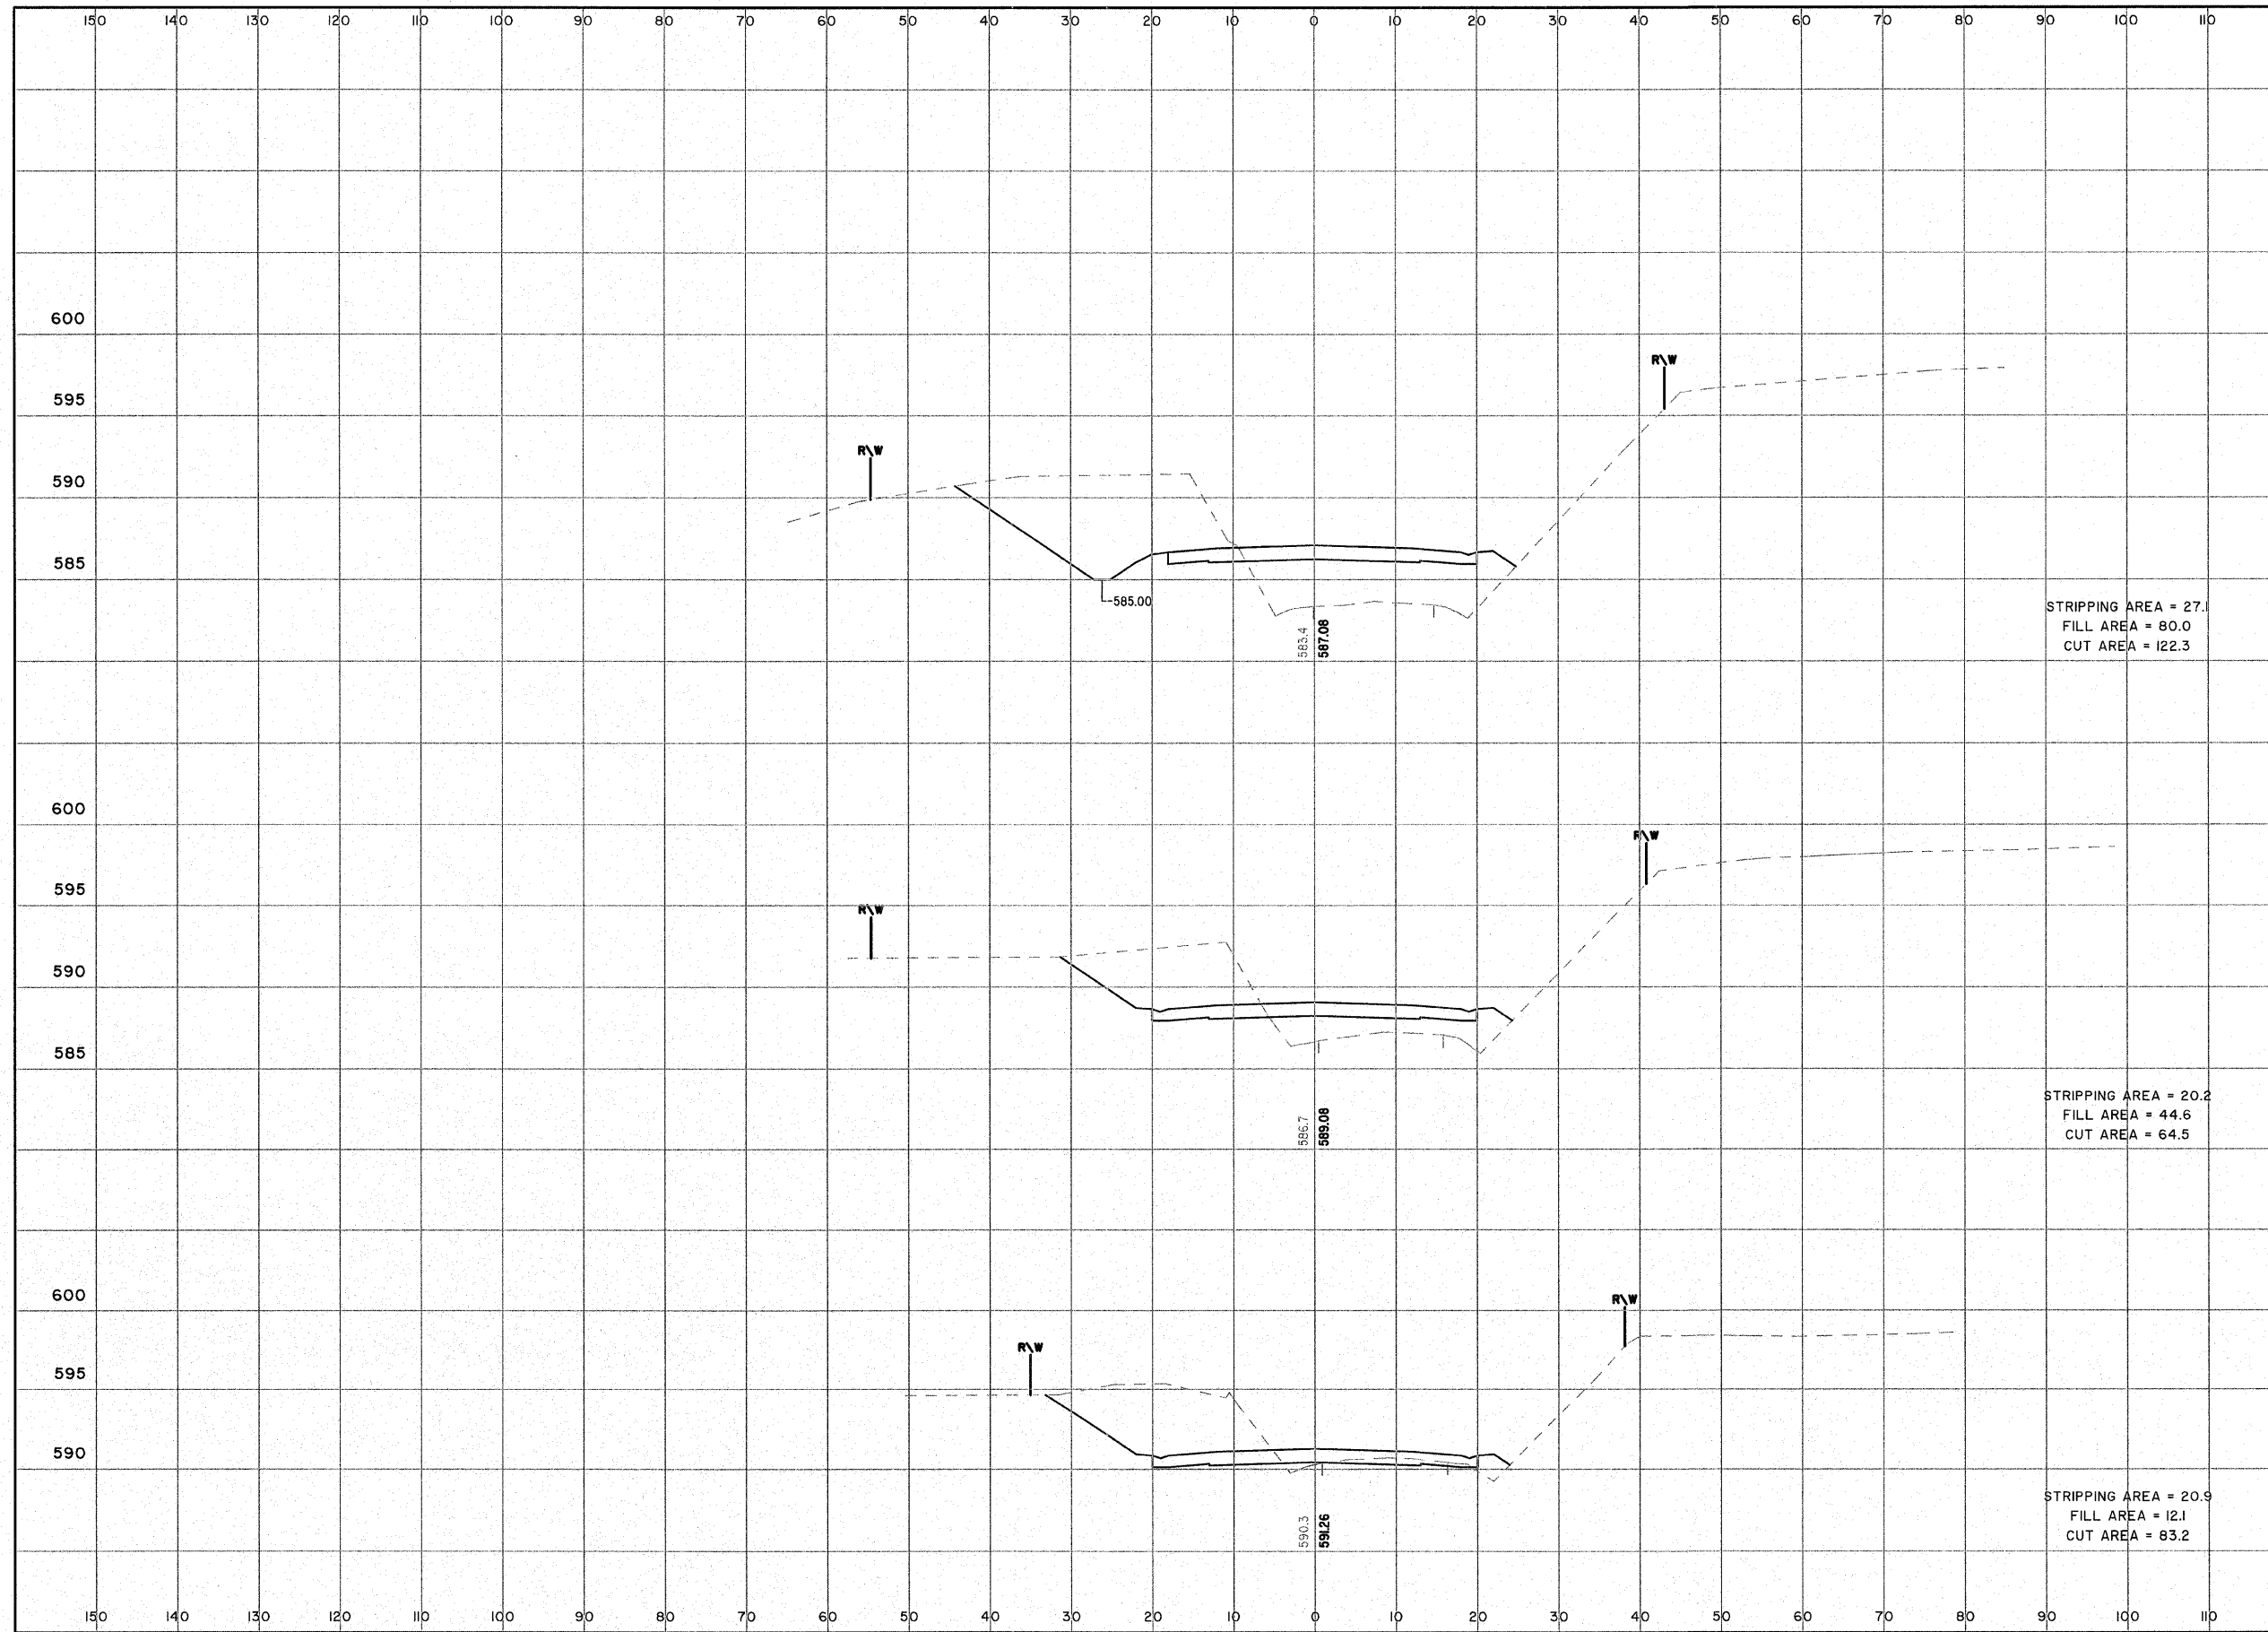 150 140 130 120 110 100 90 80 70 60 50 40 30 20 10 0 10 20 30 40 50 60 70 80 90 100 110
600
R\W
595
R\W
590
585
585.00
583.4
587.08
STRIPPING AREA = 27.1
FILL AREA = 80.0
CUT AREA = 122.3
600
R\W
595
R\W
590
585
586.7
589.08
STRIPPING AREA = 20.2
FILL AREA = 44.6
CUT AREA = 64.5
600
R\W
R\W
595
590
590.3
591.26
STRIPPING AREA = 20.9
FILL AREA = 12.1
CUT AREA = 83.2
150 140 130 120 110 100 90 80 70 60 50 40 30 20 10 0 10 20 30 40 50 60 70 80 90 100 110